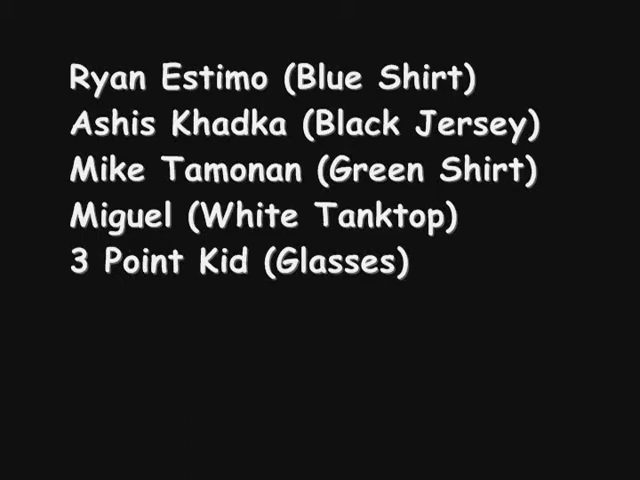 Ryan Estimo (Blue Shirt)
Ashis Khadka (Black Jersey)
Mike Tamonan (Green Shirt)
Miguel (White Tanktop)
3 Point Kid (Glasses)